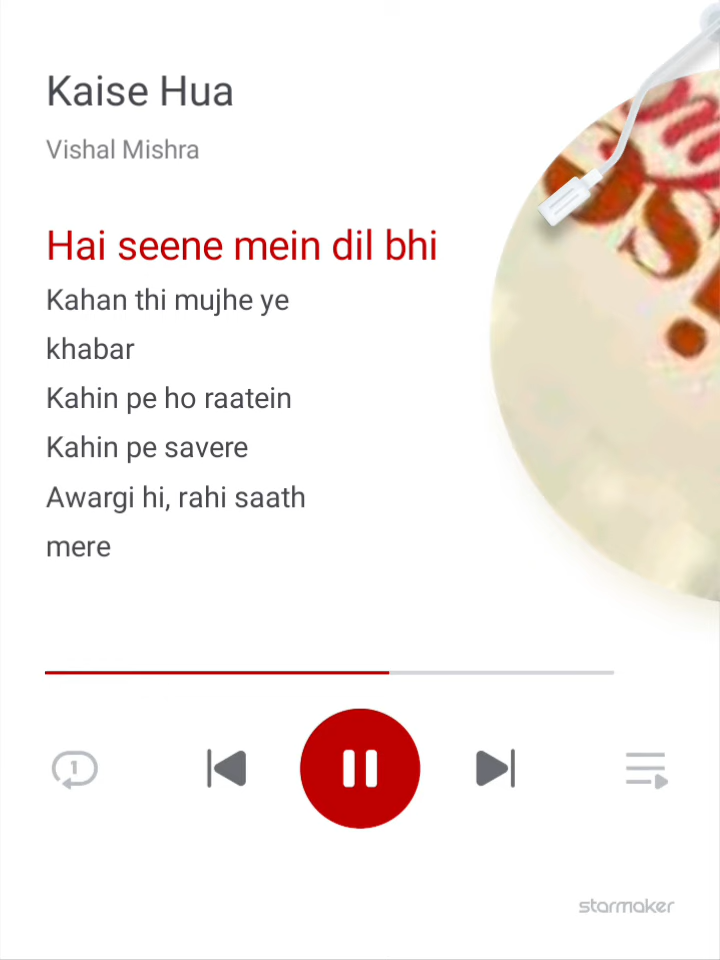 Kaise Hua
Vishal Mishra
Hai seene mein dil bhi
Kahan thi mujhe ye
khabar
Kahin pe ho raatein
Kahin pe savere
Awargi hi, rahi saath
mere
1
starmaker